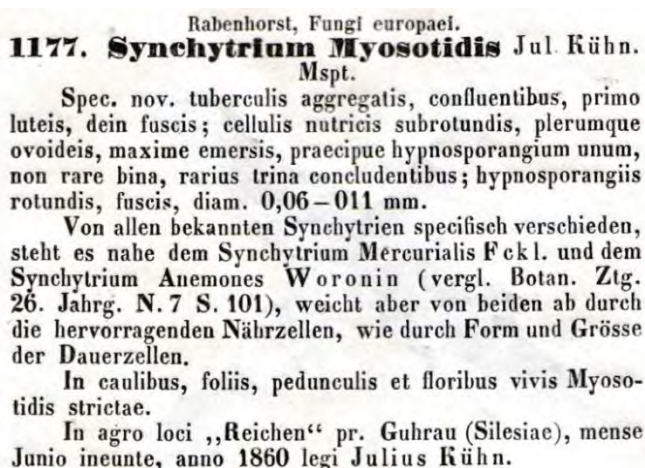 Rabenhorst, Fungi europaei.
1177. Synchytrium Myosotidis Jul. Kühn.
Mspt.
Spec. nov. tuberculis aggregatis, confluentibus, primo
luteis, dein fuscis; cellulis nutricis subrotundis, plerumque
ovoideis, maxime emersis, praecipue hypnosporangium unum,
non rare bina, rarius trina concludentibus; hypnosporangiis
rotundis, fuscis, diam. 0,06–011 mm.
Von allen bekannten Synchytrien specifisch verschieden,
steht es nahe dem Synchytrium Mercurialis Fckl. und dem
Synchytrium Anemones Woronin (vergl. Botan. Ztg.
26. Jahrg. N. 7 S. 101), weicht aber von beiden ab durch
die hervorragenden Nährzellen, wie durch Form und Grösse
der Dauerzellen.
In caulibus, foliis, pedunculis et floribus vivis Myoso-
tidis strictae.
In agro loci ,,Reichen“ pr. Guhrau (Silesiae), mense
Junio ineunte, anno 1860 legi Julius Kühn.